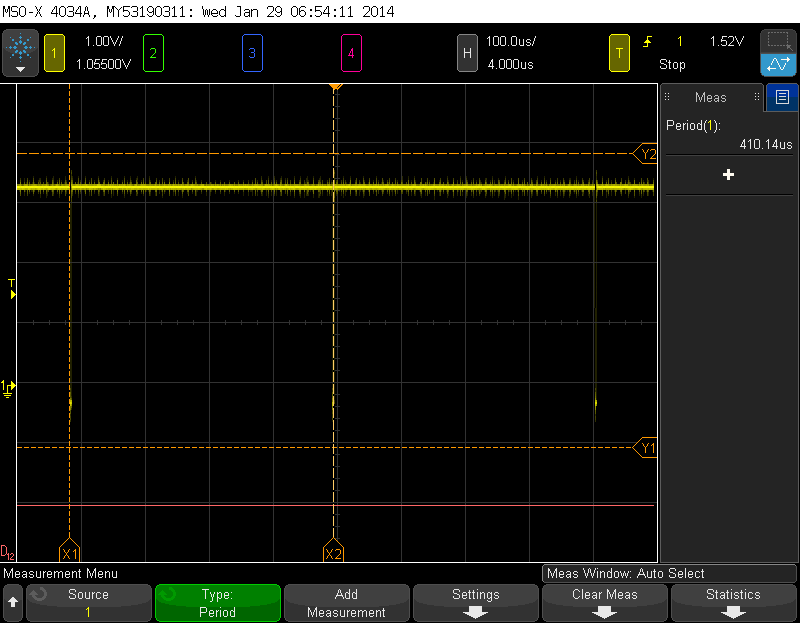 MSO-X 4034A, MY53190311: Wed Jan 29 06:54:11 2014
1 1.00V/ 2 3 4 H 100.0us/ T 1 1.52V
1.05500V 4.000us Stop
Meas
Period(1):
410.14us
Y2
T
1
Y1
D12
X1 X2
Measurement Menu Meas Window: Auto Select
Source Type: Add Settings Clear Meas Statistics
1 Period Measurement